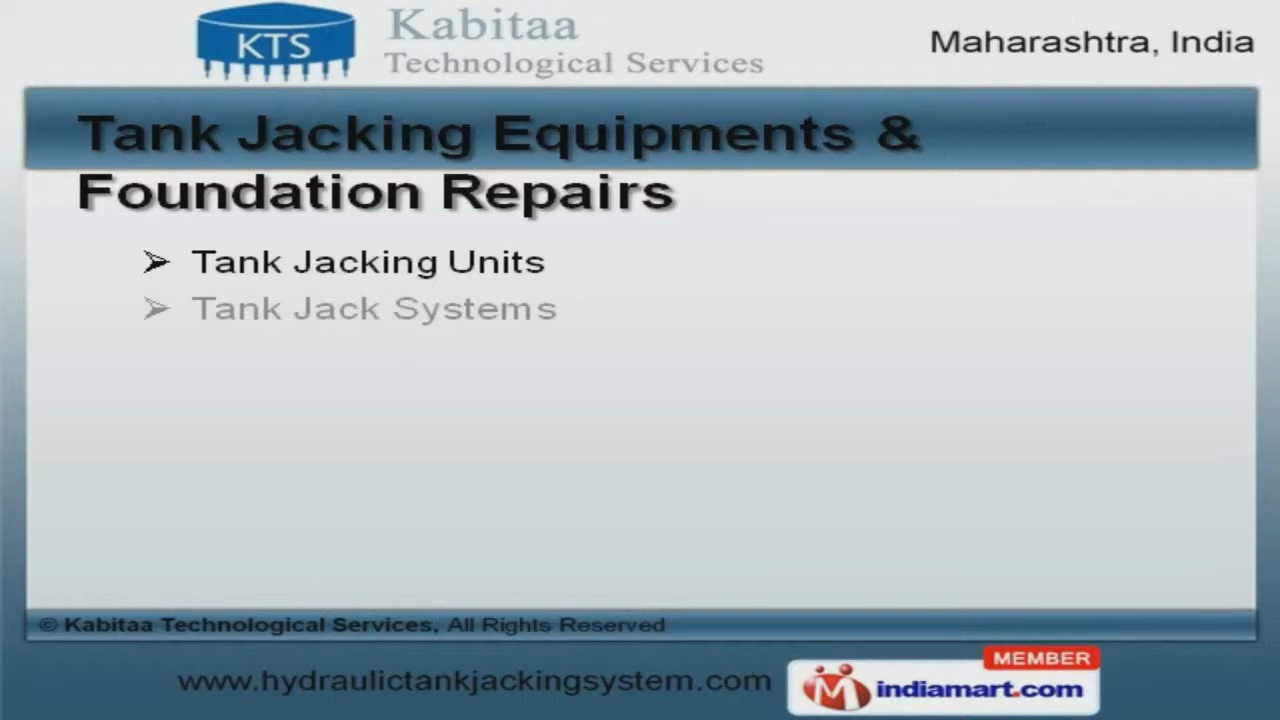 KTS
Kabitaa
Technological Services
Maharashtra, India
Tank Jacking Equipments &
Foundation Repairs
➢ Tank Jacking Units
➢ Tank Jack Systems
© Kabitaa Technological Services, All Rights Reserved
www.hydraulictankjackingsystem.com
MEMBER
indiamart.com